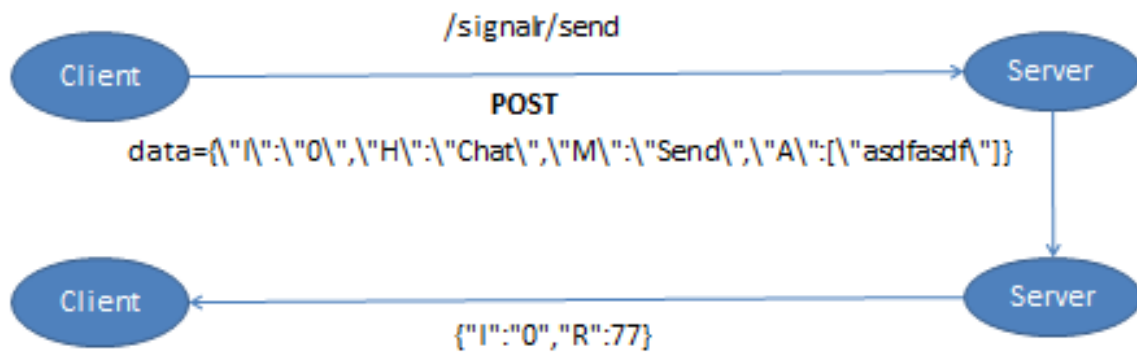 /signalr/send
Client
Server
POST
data={\"I\":\"0\",\"H\":\"Chat\",\"M\":\"Send\",\"A\":[\"asdfasdf\"]}
Client
Server
{"I":"0","R":77}